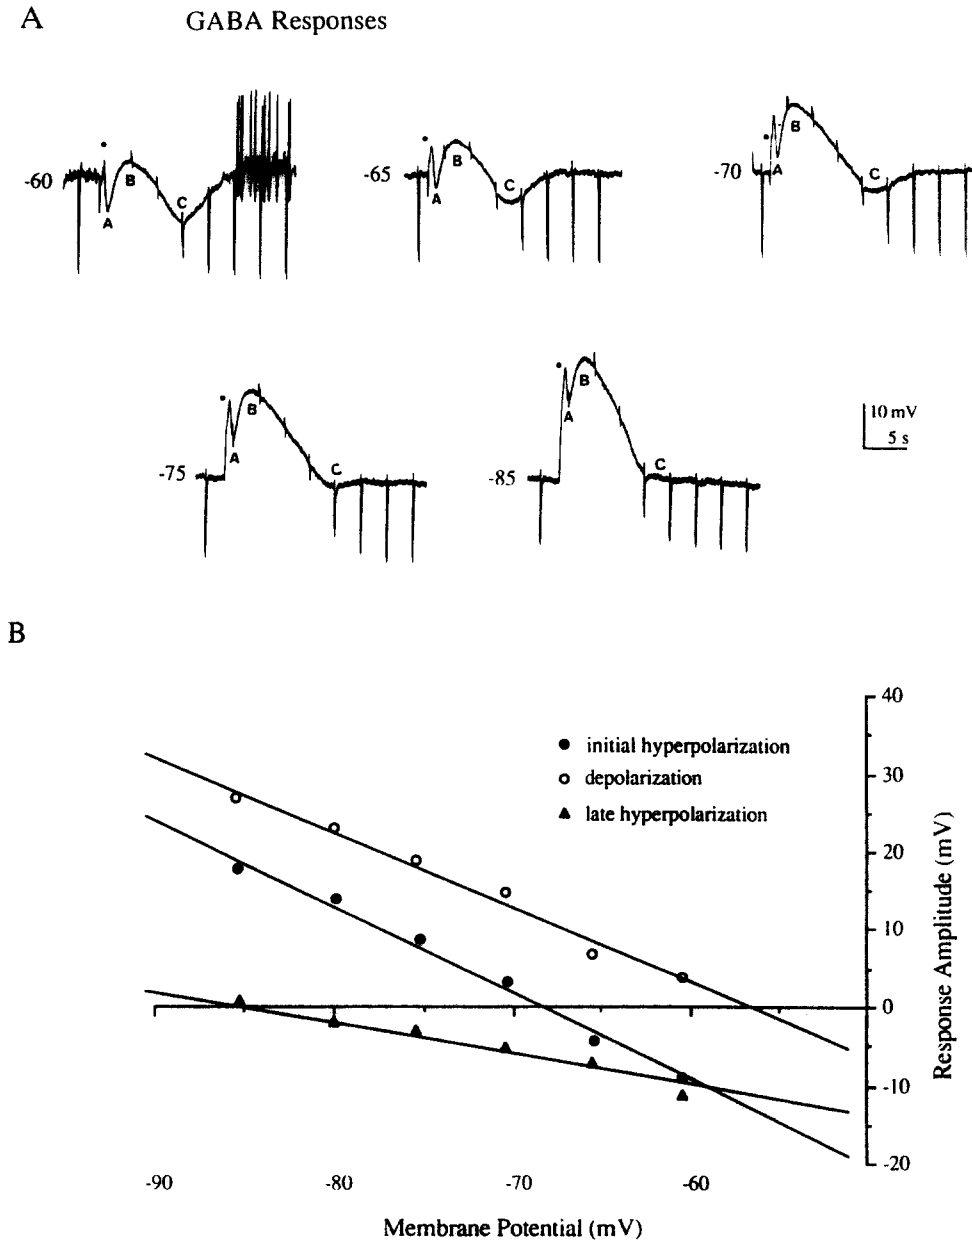 A
GABA Responses
-60
A
B
C
-65
A
B
C
-70
A
B
C
-75
A
B
C
-85
A
B
C
10 mV
5 s
B
initial hyperpolarization
depolarization
late hyperpolarization
40
30
20
10
0
-10
-20
Response Amplitude (mV)
-90
-80
-70
-60
Membrane Potential (mV)